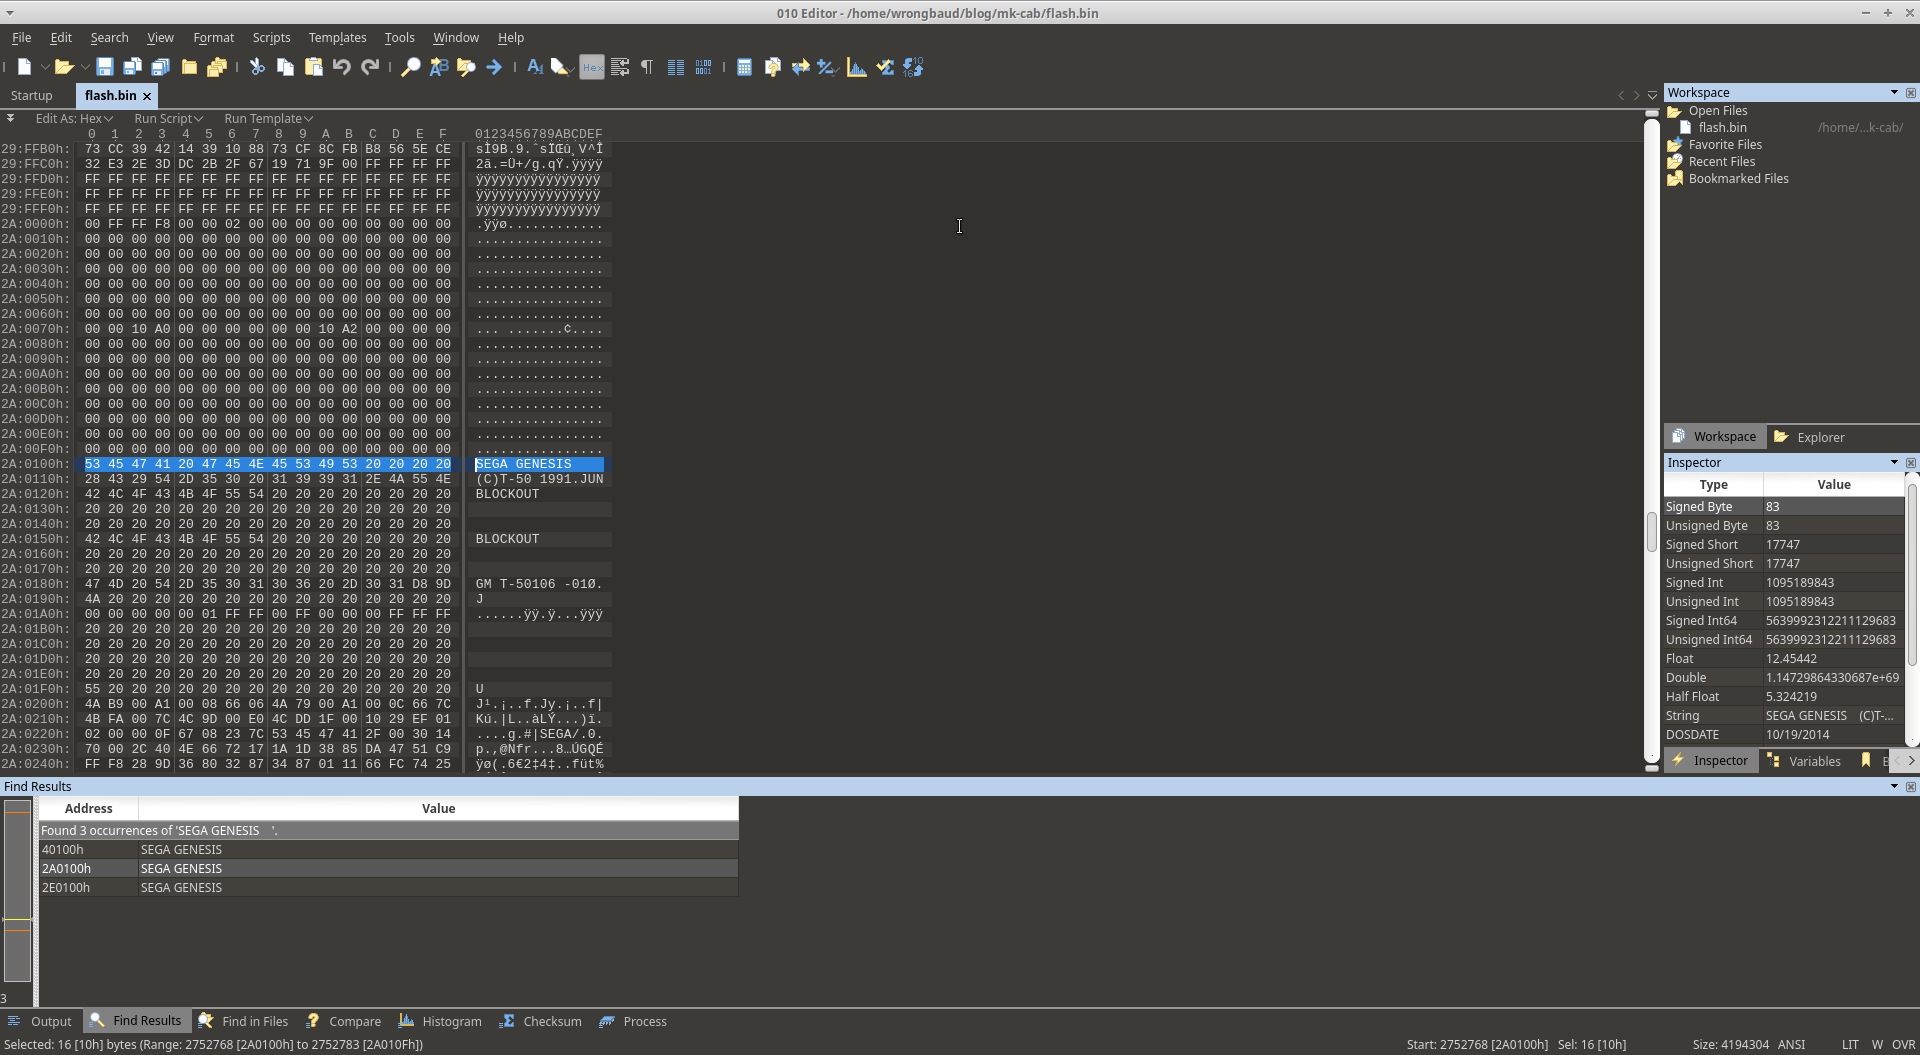 010 Editor - /home/wrongbaud/blog/mk-cab/flash.bin
File Edit Search View Format Scripts Templates Tools Window Help
Startup flash.bin
Edit As: Hex Run Script Run Template
0 1 2 3 4 5 6 7 8 9 A B C D E F 0123456789ABCDEF
29:FFB0h: 73 CC 39 42 14 39 10 88 73 CF 8C FB B8 56 5E CE sÌ9B.9.ˆsÏŒû¸V^Î
29:FFC0h: 32 E3 2E 3D DC 2B 2F 67 19 71 9F 00 FF FF FF FF 2ã.=Ü+/g.qŸ.ÿÿÿÿ
29:FFD0h: FF FF FF FF FF FF FF FF FF FF FF FF FF FF FF FF ÿÿÿÿÿÿÿÿÿÿÿÿÿÿÿÿ
29:FFE0h: FF FF FF FF FF FF FF FF FF FF FF FF FF FF FF FF ÿÿÿÿÿÿÿÿÿÿÿÿÿÿÿÿ
29:FFF0h: FF FF FF FF FF FF FF FF FF FF FF FF FF FF FF FF ÿÿÿÿÿÿÿÿÿÿÿÿÿÿÿÿ
2A:0000h: 00 FF FF F8 00 00 02 00 00 00 00 00 00 00 00 00 .ÿÿø............
2A:0010h: 00 00 00 00 00 00 00 00 00 00 00 00 00 00 00 00 ................
2A:0020h: 00 00 00 00 00 00 00 00 00 00 00 00 00 00 00 00 ................
2A:0030h: 00 00 00 00 00 00 00 00 00 00 00 00 00 00 00 00 ................
2A:0040h: 00 00 00 00 00 00 00 00 00 00 00 00 00 00 00 00 ................
2A:0050h: 00 00 00 00 00 00 00 00 00 00 00 00 00 00 00 00 ................
2A:0060h: 00 00 00 00 00 00 00 00 00 00 00 00 00 00 00 00 ................
2A:0070h: 00 00 10 A0 00 00 00 00 00 00 10 A2 00 00 00 00 ... .......¢....
2A:0080h: 00 00 00 00 00 00 00 00 00 00 00 00 00 00 00 00 ................
2A:0090h: 00 00 00 00 00 00 00 00 00 00 00 00 00 00 00 00 ................
2A:00A0h: 00 00 00 00 00 00 00 00 00 00 00 00 00 00 00 00 ................
2A:00B0h: 00 00 00 00 00 00 00 00 00 00 00 00 00 00 00 00 ................
2A:00C0h: 00 00 00 00 00 00 00 00 00 00 00 00 00 00 00 00 ................
2A:00D0h: 00 00 00 00 00 00 00 00 00 00 00 00 00 00 00 00 ................
2A:00E0h: 00 00 00 00 00 00 00 00 00 00 00 00 00 00 00 00 ................
2A:00F0h: 00 00 00 00 00 00 00 00 00 00 00 00 00 00 00 00 ................
2A:0100h: 53 45 47 41 20 47 45 4E 45 53 49 53 20 20 20 20 SEGA GENESIS
2A:0110h: 28 43 29 54 2D 35 30 20 31 39 39 31 2E 4A 55 4E (C)T-50 1991.JUN
2A:0120h: 42 4C 4F 43 4B 4F 55 54 20 20 20 20 20 20 20 20 BLOCKOUT
2A:0130h: 20 20 20 20 20 20 20 20 20 20 20 20 20 20 20 20
2A:0140h: 20 20 20 20 20 20 20 20 20 20 20 20 20 20 20 20
2A:0150h: 42 4C 4F 43 4B 4F 55 54 20 20 20 20 20 20 20 20 BLOCKOUT
2A:0160h: 20 20 20 20 20 20 20 20 20 20 20 20 20 20 20 20
2A:0170h: 20 20 20 20 20 20 20 20 20 20 20 20 20 20 20 20
2A:0180h: 47 4D 20 54 2D 35 30 31 30 36 20 2D 30 31 D8 9D GM T-50106 -01Ø.
2A:0190h: 4A 20 20 20 20 20 20 20 20 20 20 20 20 20 20 20 J
2A:01A0h: 00 00 00 00 00 01 FF FF 00 FF 00 00 00 FF FF FF ......ÿÿ.ÿ...ÿÿÿ
2A:01B0h: 20 20 20 20 20 20 20 20 20 20 20 20 20 20 20 20
2A:01C0h: 20 20 20 20 20 20 20 20 20 20 20 20 20 20 20 20
2A:01D0h: 20 20 20 20 20 20 20 20 20 20 20 20 20 20 20 20
2A:01E0h: 20 20 20 20 20 20 20 20 20 20 20 20 20 20 20 20
2A:01F0h: 55 20 20 20 20 20 20 20 20 20 20 20 20 20 20 20 U
2A:0200h: 4A B9 00 A1 00 08 66 06 4A 79 00 A1 00 0C 66 7C J¹.¡..f.Jy.¡..f|
2A:0210h: 4B FA 00 7C 4C 9D 00 E0 4C DD 1F 00 10 29 EF 01 Kú.|L..àLÝ...)ï.
2A:0220h: 02 00 00 0F 67 08 23 7C 53 45 47 41 2F 00 30 14 ....g.#|SEGA/.0.
2A:0230h: 70 00 2C 40 4E 66 72 17 1A 1D 38 85 DA 47 51 C9 p.,@Nfr...8…ÚGQÉ
2A:0240h: FF F8 28 9D 36 80 32 87 34 87 01 11 66 FC 74 25 ÿø(.6€2‡4‡..füt%
Workspace
Open Files
flash.bin /home/...k-cab/
Favorite Files
Recent Files
Bookmarked Files
Workspace Explorer
Inspector
Type Value
Signed Byte 83
Unsigned Byte 83
Signed Short 17747
Unsigned Short 17747
Signed Int 1095189843
Unsigned Int 1095189843
Signed Int64 5639992312211129683
Unsigned Int64 5639992312211129683
Float 12.45442
Double 1.14729864330687e+69
Half Float 5.324219
String SEGA GENESIS (C)T-...
DOSDATE 10/19/2014
Inspector Variables B
Find Results
Address Value
Found 3 occurrences of 'SEGA GENESIS    '.
40100h SEGA GENESIS
2A0100h SEGA GENESIS
2E0100h SEGA GENESIS
3
Output Find Results Find in Files Compare Histogram Checksum Process
Selected: 16 [10h] bytes (Range: 2752768 [2A0100h] to 2752783 [2A010Fh]) Start: 2752768 [2A0100h] Sel: 16 [10h] Size: 4194304 ANSI LIT W OVR